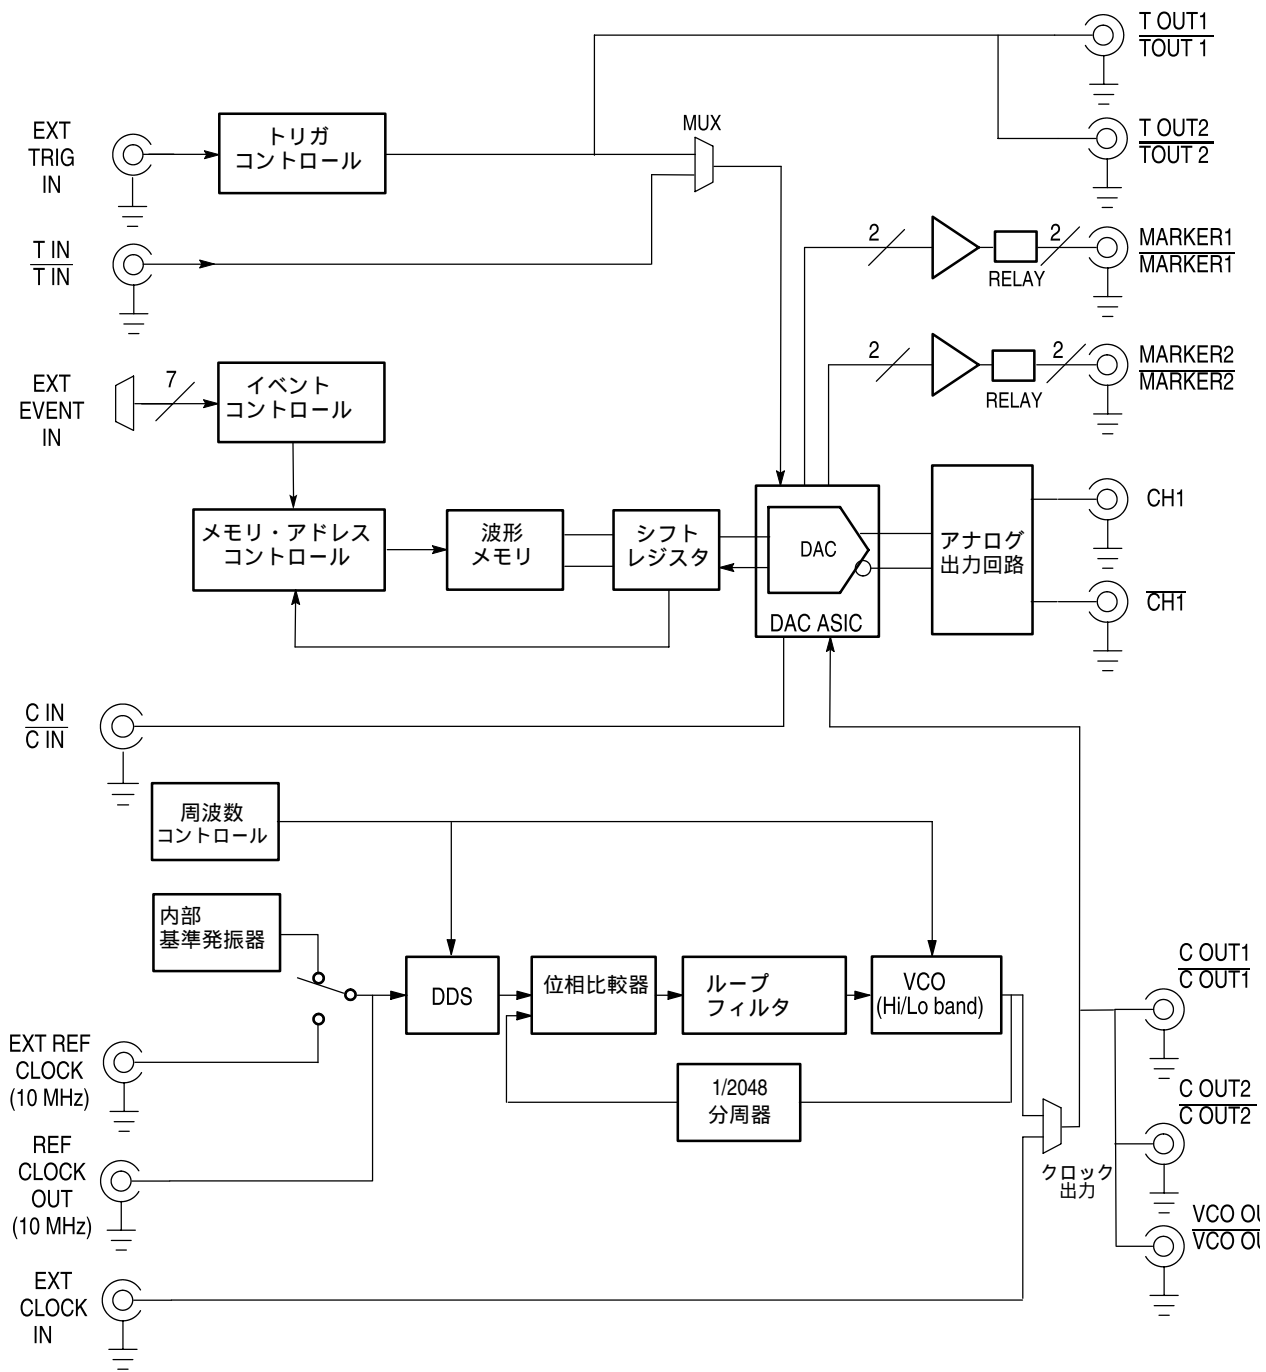 T OUT1
TOUT 1
EXT
TRIG
IN
トリガ
コントロール
MUX
T OUT2
TOUT 2
T IN
T IN
2
2
MARKER1
MARKER1
RELAY
EXT
EVENT
IN
7
イベント
コントロール
2
2
MARKER2
MARKER2
RELAY
メモリ・アドレス
コントロール
波形
メモリ
シフト
レジスタ
DAC
DAC ASIC
アナログ
出力回路
CH1
CH1
C IN
C IN
周波数
コントロール
内部
基準発振器
DDS
位相比較器
ループ
フィルタ
VCO
(Hi/Lo band)
C OUT1
C OUT1
EXT REF
CLOCK
(10 MHz)
1/2048
分周器
C OUT2
C OUT2
REF
CLOCK
OUT
(10 MHz)
クロック
出力
VCO
VCO
EXT
CLOCK
IN